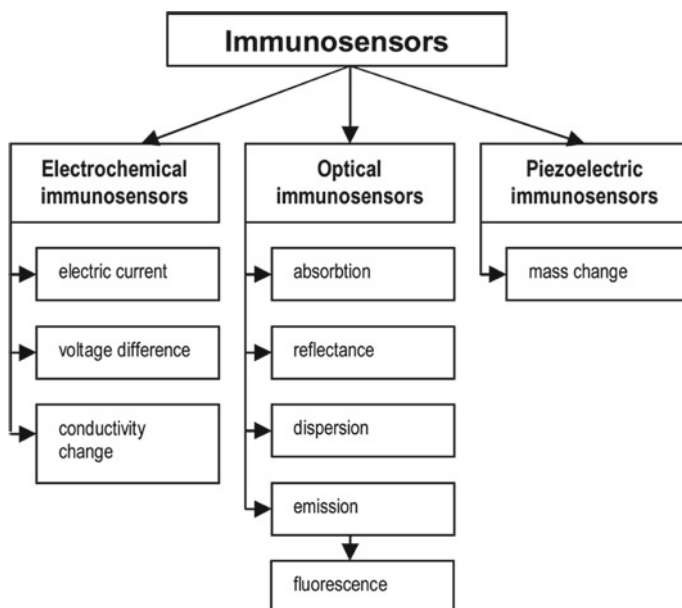 Immunosensors
Electrochemical
immunosensors
electric current
voltage difference
conductivity
change
Optical
immunosensors
absorbtion
reflectance
dispersion
emission
fluorescence
Piezoelectric
immunosensors
mass change